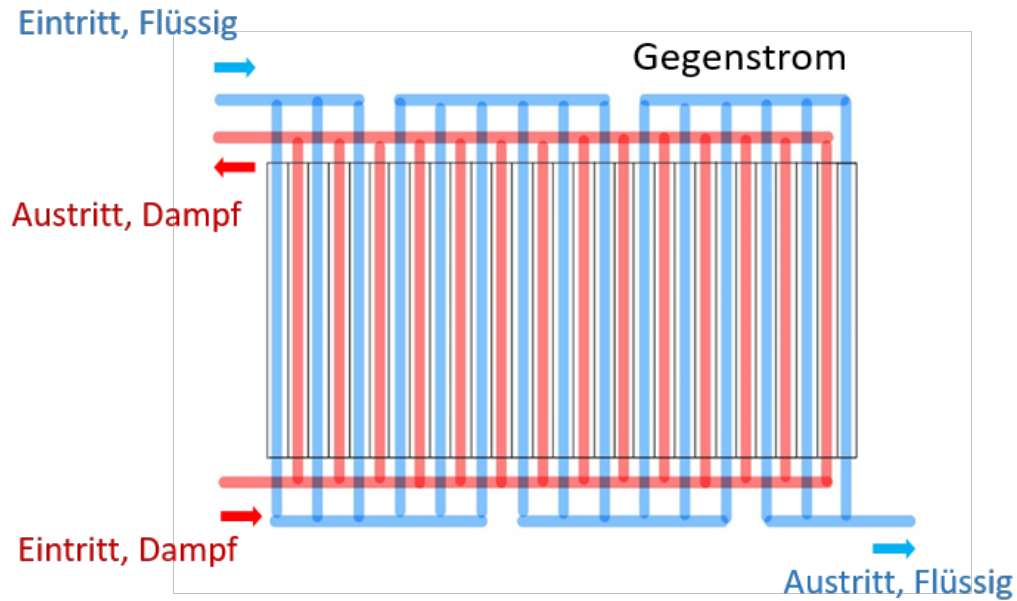 Eintritt, Flüssig
Gegenstrom
Austritt, Dampf
Eintritt, Dampf
Austritt, Flüssig